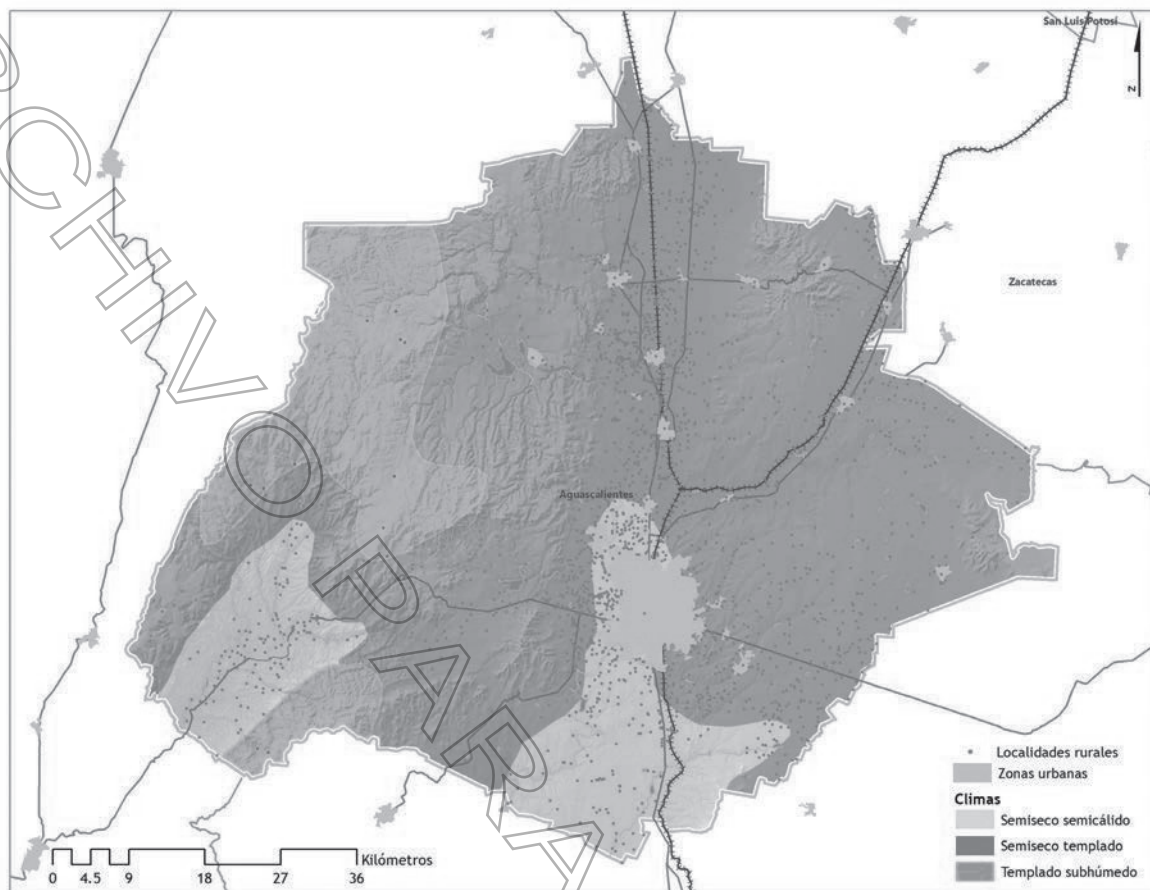 San Luis Potosí
N
Zacatecas
Aguascalientes
RCHIVO PARA
Localidades rurales
Zonas urbanas
Climas
Semiseco semicálido
Semiseco templado
Templado subhúmedo
Kilómetros
0 4.5 9 18 27 36